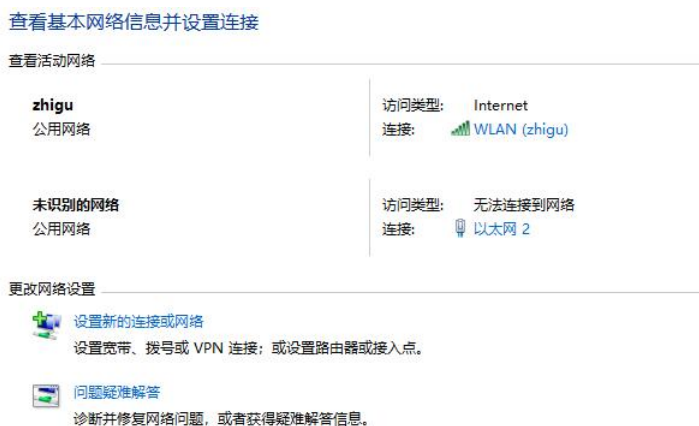 查看基本网络信息并设置连接
查看活动网络
zhigu
公用网络
访问类型: Internet
连接: WLAN (zhigu)
未识别的网络
公用网络
访问类型: 无法连接到网络
连接: 以太网 2
更改网络设置
设置新的连接或网络
设置宽带、拨号或 VPN 连接；或设置路由器或接入点。
问题疑难解答
诊断并修复网络问题，或者获得疑难解答信息。